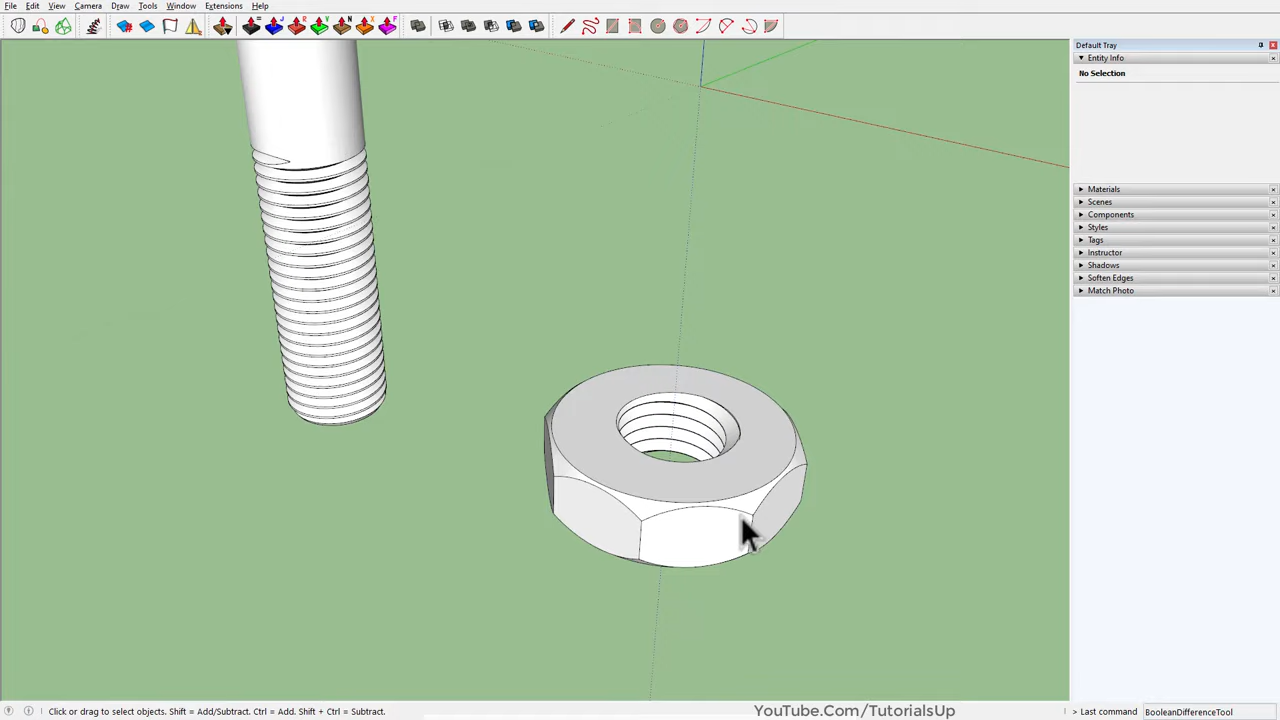 File Edit View Camera Draw Tools Window Extensions Help
Default Tray
Entity Info
No Selection
Materials
Scenes
Components
Styles
Tags
Instructor
Shadows
Soften Edges
Match Photo
Click or drag to select objects. Shift = Add/Subtract. Ctrl = Add. Shift + Ctrl = Subtract.
YouTube.Com/TutorialsUp
> Last command BooleanDifferenceTool